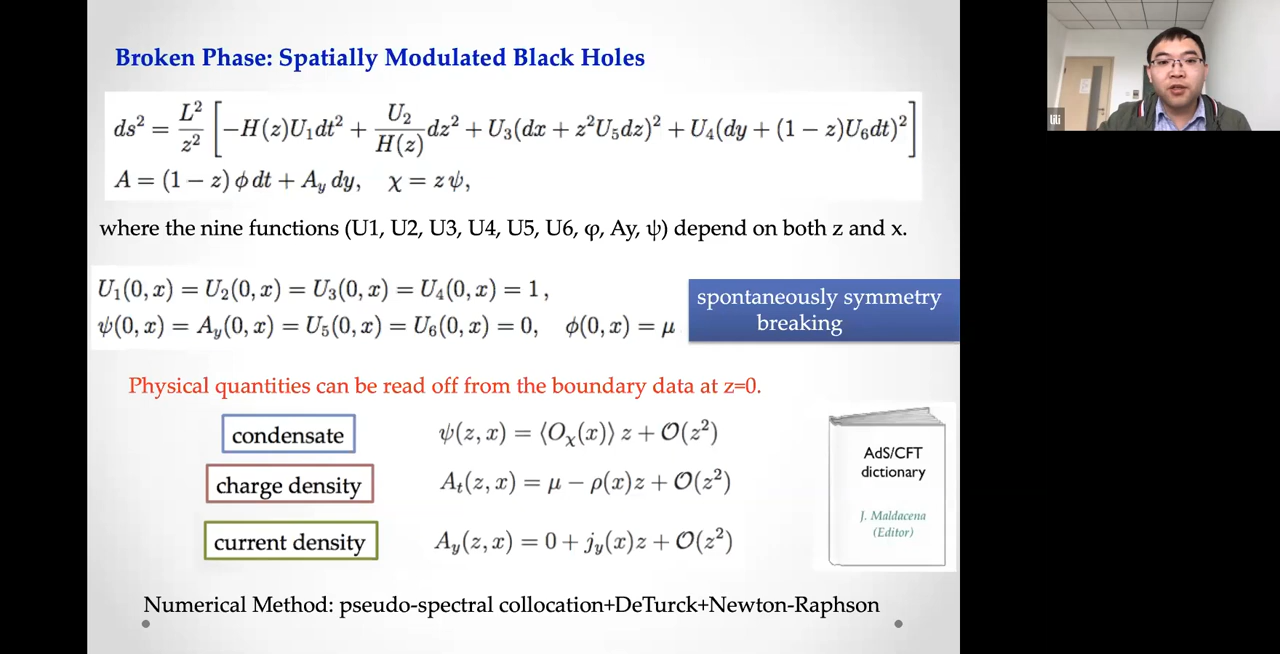 Broken Phase: Spatially Modulated Black Holes
ds² = L²/z² [ −H(z)U₁dt² + U₂/H(z) dz² + U₃(dx + z²U₅dz)² + U₄(dy + (1 − z)U₆dt)² ]
A = (1 − z) ϕ dt + A_y dy,   χ = z ψ,
where the nine functions (U1, U2, U3, U4, U5, U6, φ, Ay, ψ) depend on both z and x.
U₁(0, x) = U₂(0, x) = U₃(0, x) = U₄(0, x) = 1 ,
ψ(0, x) = A_y(0, x) = U₅(0, x) = U₆(0, x) = 0,   ϕ(0, x) = μ
spontaneously symmetry
breaking
Physical quantities can be read off from the boundary data at z=0.
condensate
ψ(z, x) = ⟨O_χ(x)⟩ z + O(z²)
charge density
A_t(z, x) = μ − ρ(x)z + O(z²)
current density
A_y(z, x) = 0 + j_y(x)z + O(z²)
AdS/CFT
dictionary
J. Maldacena
(Editor)
Numerical Method: pseudo-spectral collocation+DeTurck+Newton-Raphson
lili